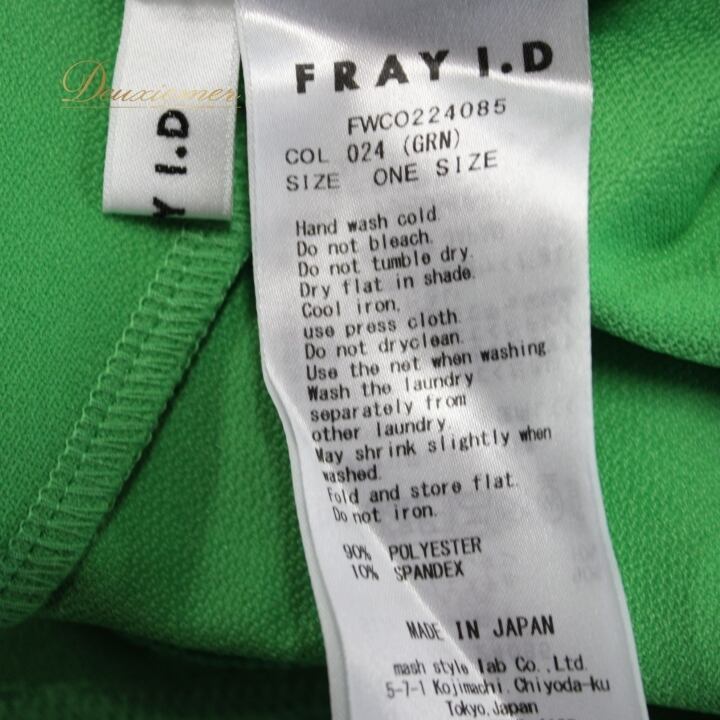 Deuxiomer
Y I.D
FRAY I.D
FWCO224085
COL 024 (GRN)
SIZE ONE SIZE
Hand wash cold.
Do not bleach.
Do not tumble dry.
Dry flat in shade.
Cool iron,
use press cloth.
Do not dryclean.
Use the net when washing.
Wash the laundry
separately from
other laundry.
May shrink slightly when
washed.
Fold and store flat.
Do not iron.
90% POLYESTER
10% SPANDEX
MADE IN JAPAN
mash style lab Co.,Ltd.
5-7-1 Kojimachi. Chiyoda-ku
Tokyo,Japan